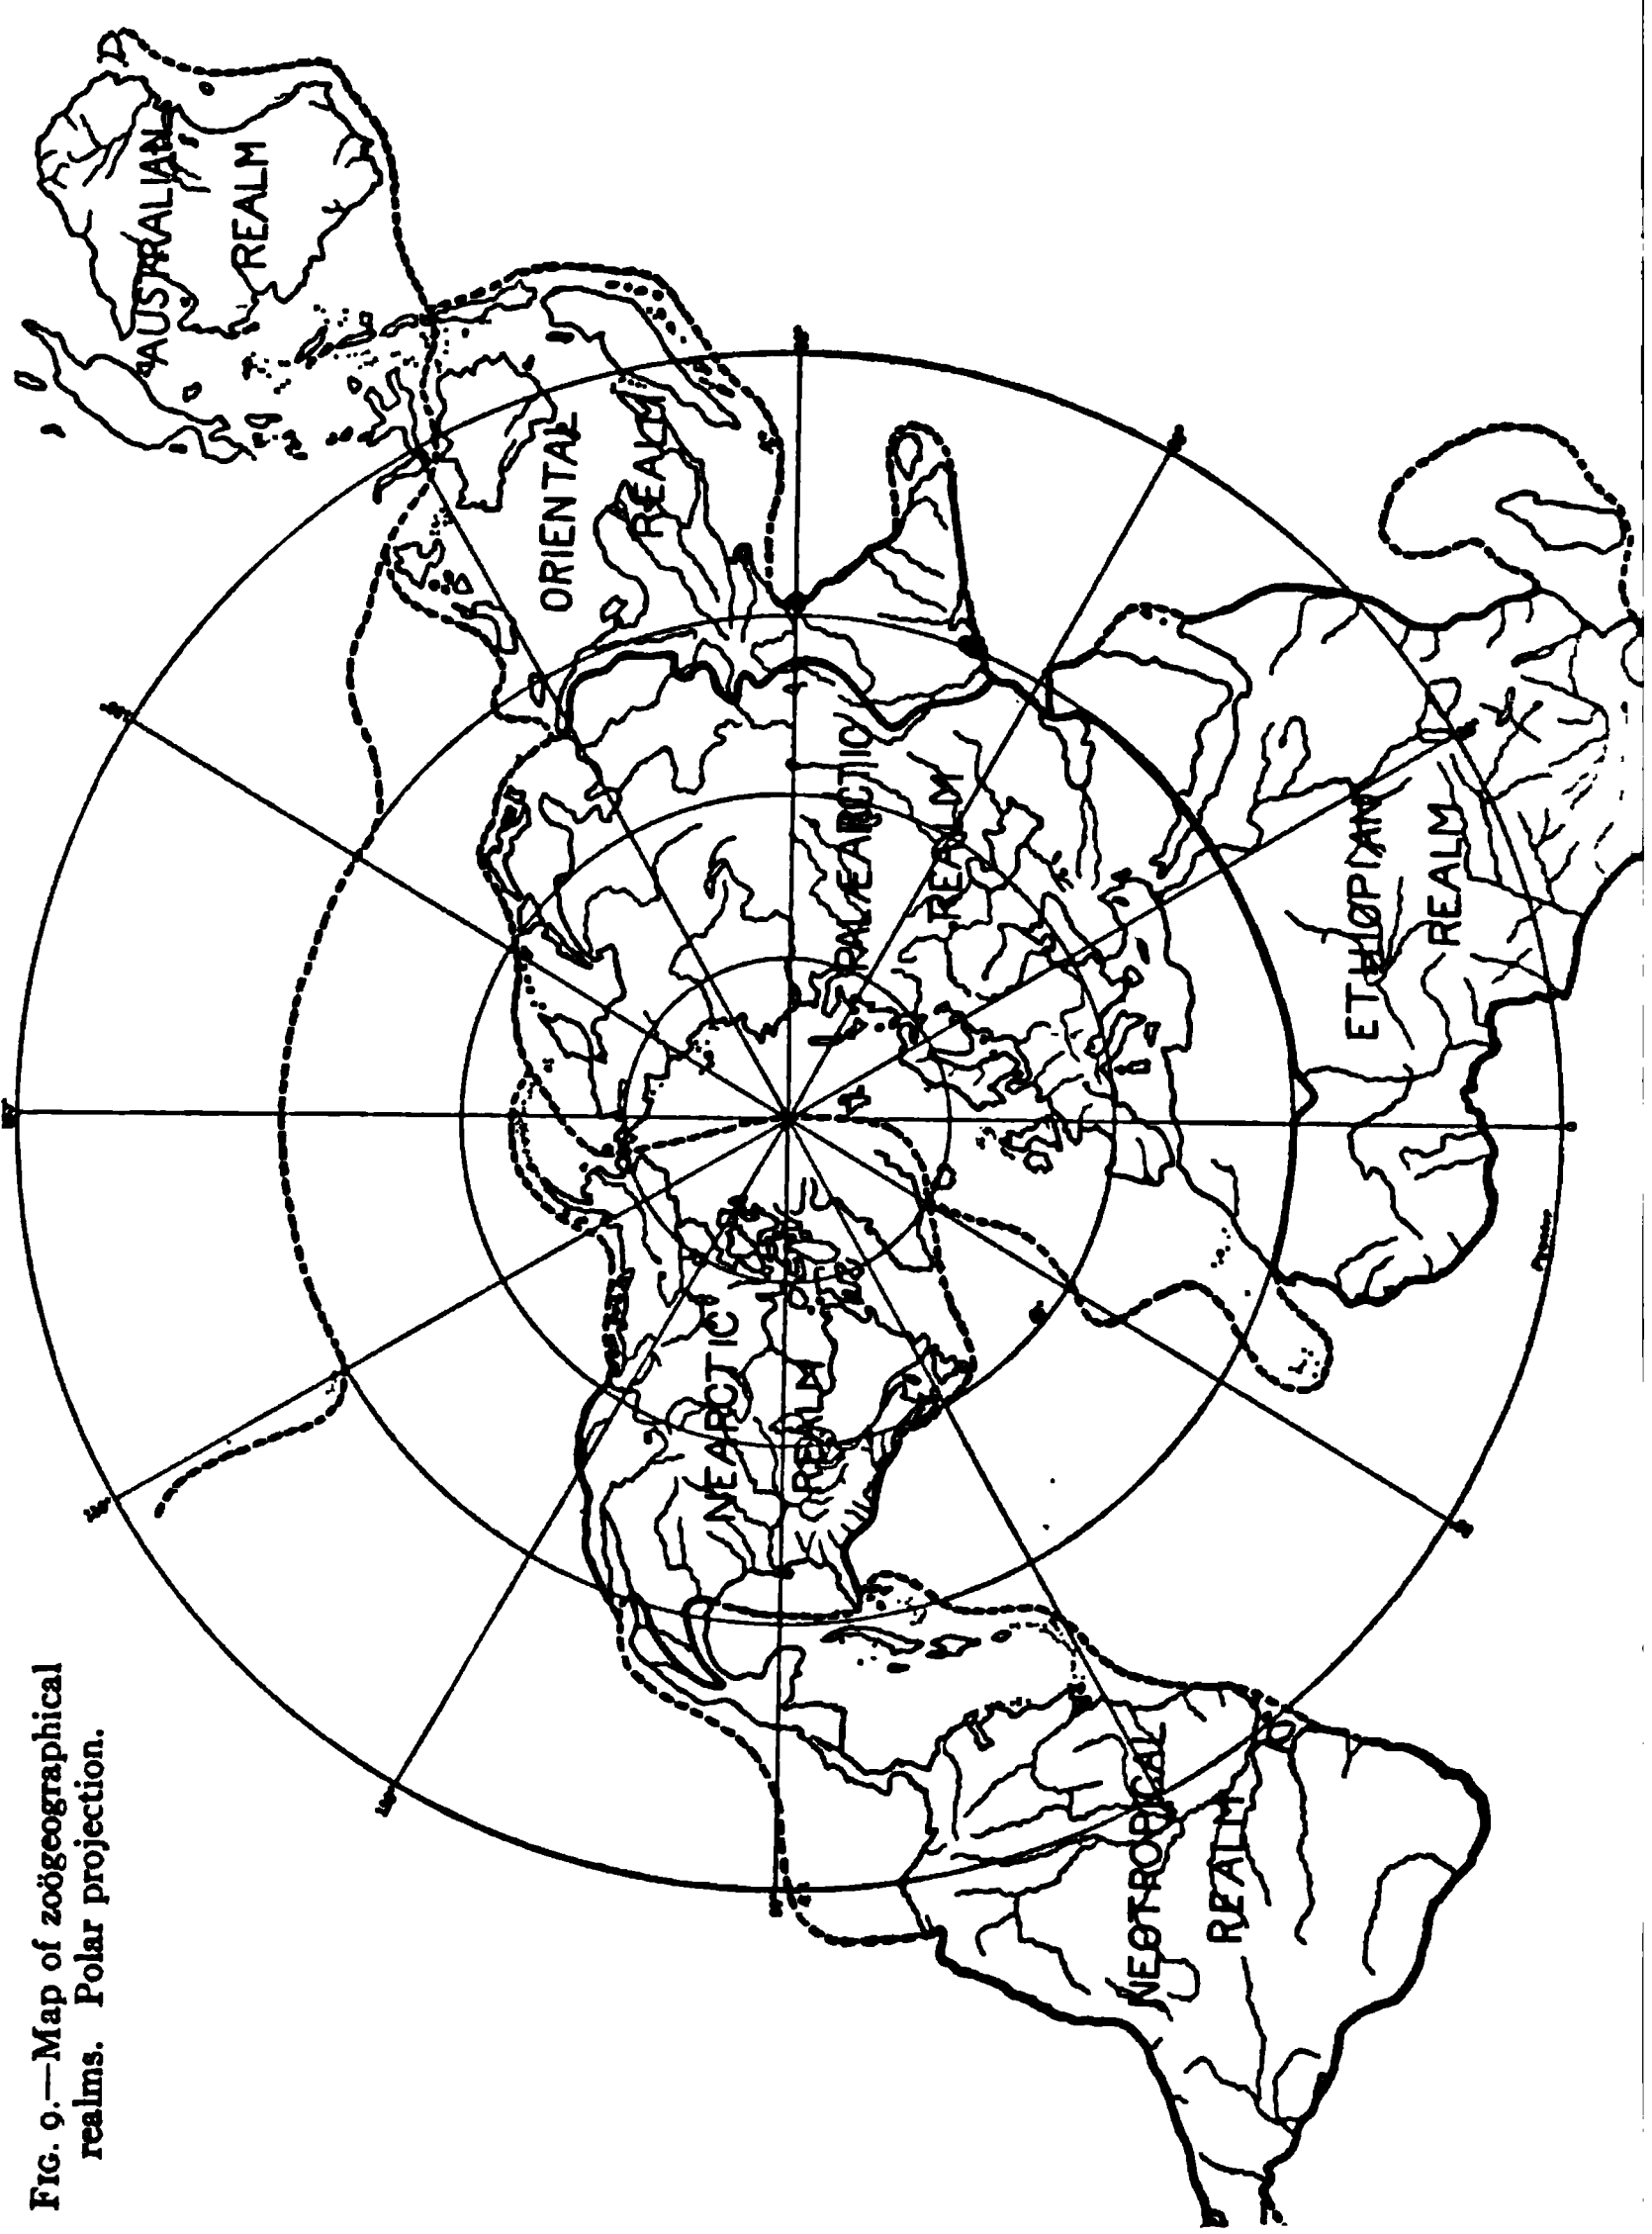 FIG. 9.—Map of zoögeographical
realms. Polar projection.
AUSTRALIAN
REALM
ORIENTAL
REALM
PALÆARCTIC
REALM
ETHIOPIAN
REALM
NEARCTIC
REALM
NEOTROPICAL
REALM